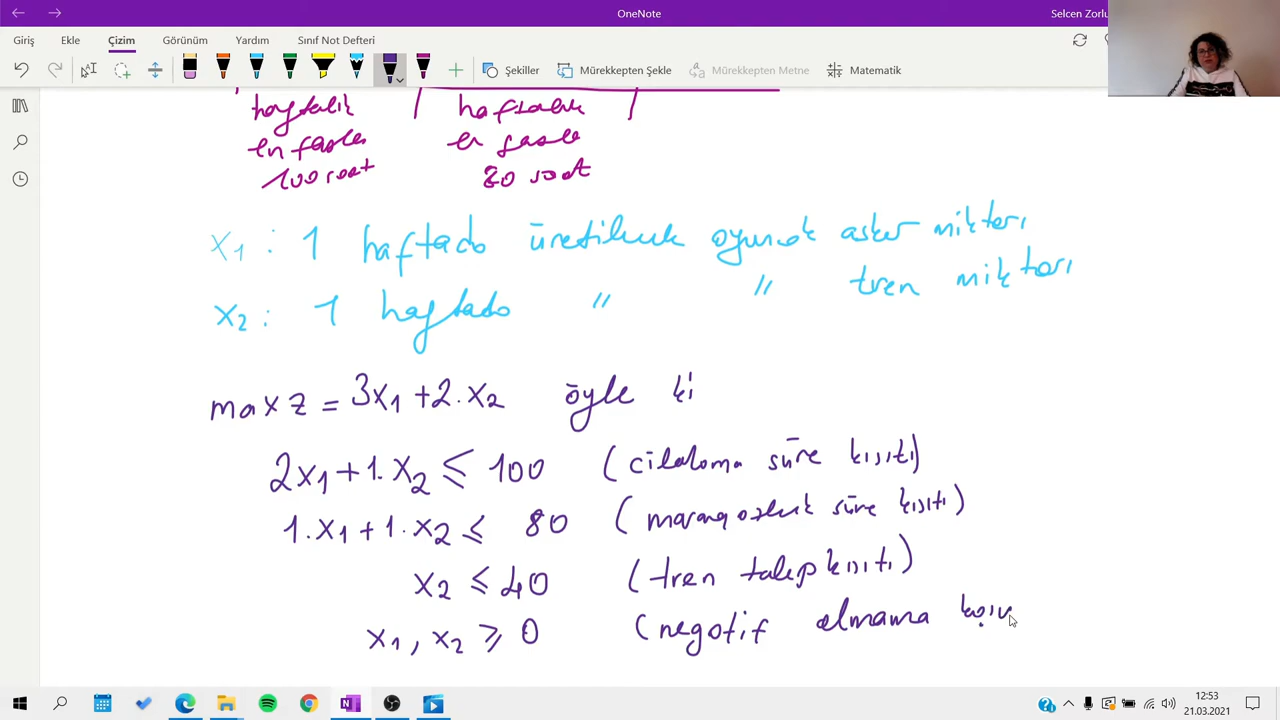 OneNote
Selcen Zorlu
Giriş Ekle Çizim Görünüm Yardım Sınıf Not Defteri
Şekiller Mürekkepten Şekle Mürekkepten Metne Matematik
haftalık haftalık
en fazla en fazla
100 saat 80 saat
x1 : 1 haftada üretilecek oyuncak asker miktarı
x2 : 1 haftada " " tren miktarı
max z = 3x1 + 2.x2 öyle ki
2x1 + 1.x2 ≤ 100 (cilalama süre kısıtı)
1.x1 + 1.x2 ≤ 80 (marangozluk süre kısıtı)
x2 ≤ 40 (tren talep kısıtı)
x1, x2 ≥ 0 (negatif olmama
12:53
21.03.2021